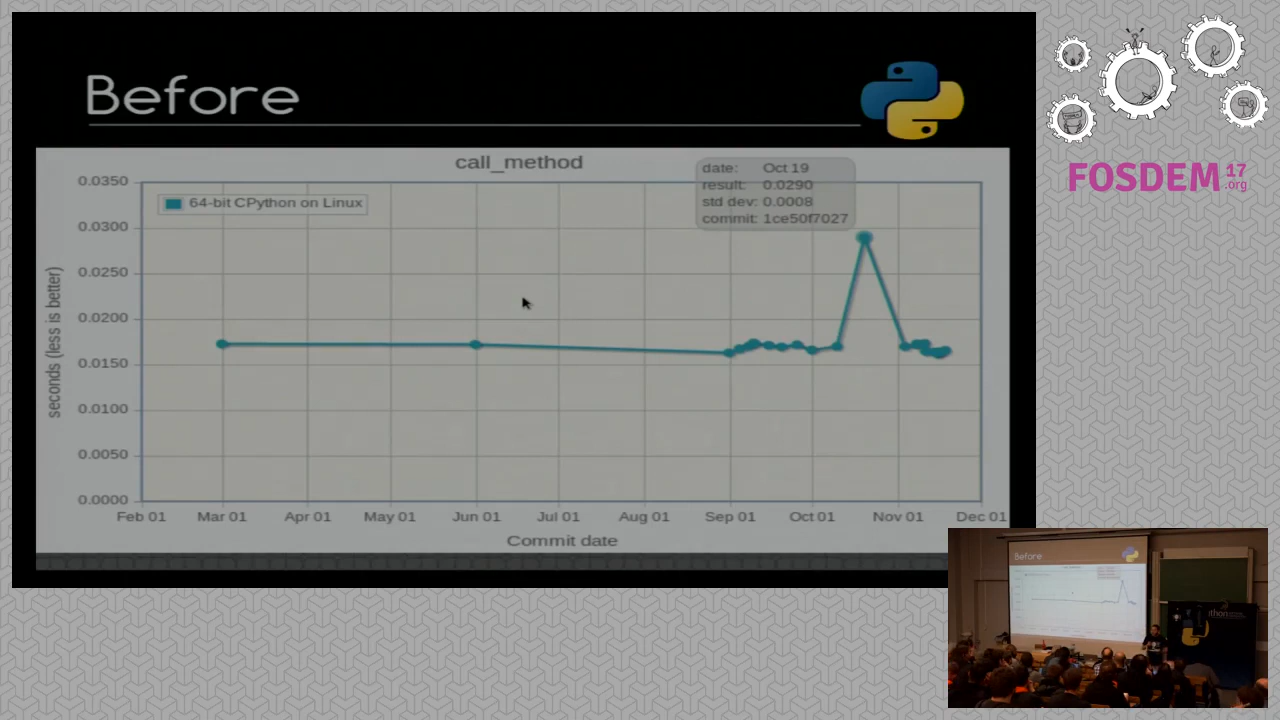 Before
call_method
date: Oct 19
result: 0.0290
std dev: 0.0008
commit: 1ce50f7027
64-bit CPython on Linux
seconds (less is better)
0.0350
0.0300
0.0250
0.0200
0.0150
0.0100
0.0050
0.0000
Feb 01 Mar 01 Apr 01 May 01 Jun 01 Jul 01 Aug 01 Sep 01 Oct 01 Nov 01 Dec 01
Commit date
FOSDEM 17 .org
Before